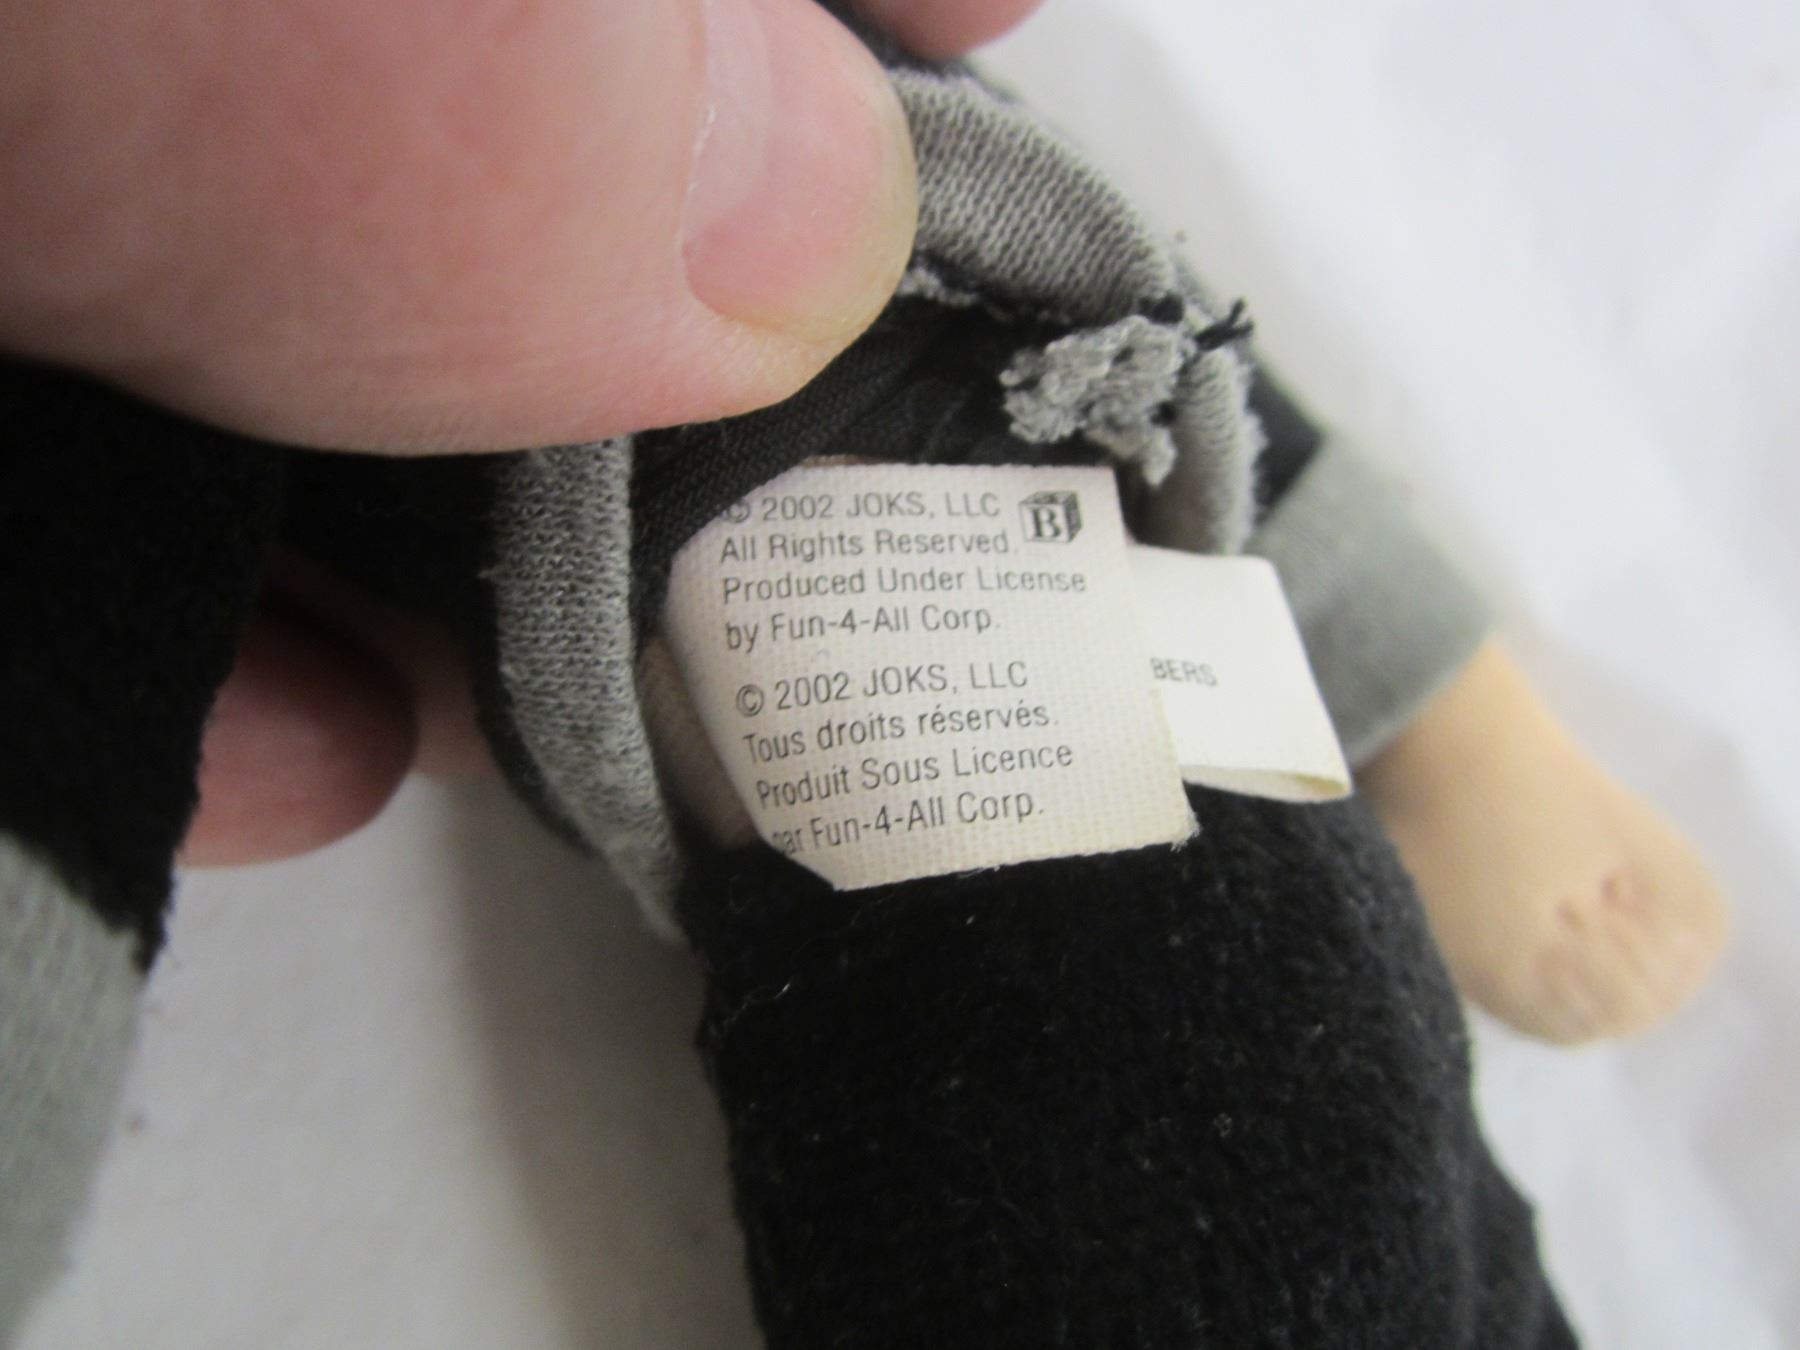 © 2002 JOKS, LLC B
All Rights Reserved.
Produced Under License
by Fun-4-All Corp.
© 2002 JOKS, LLC
Tous droits réservés.
Produit Sous Licence
par Fun-4-All Corp.
BERS